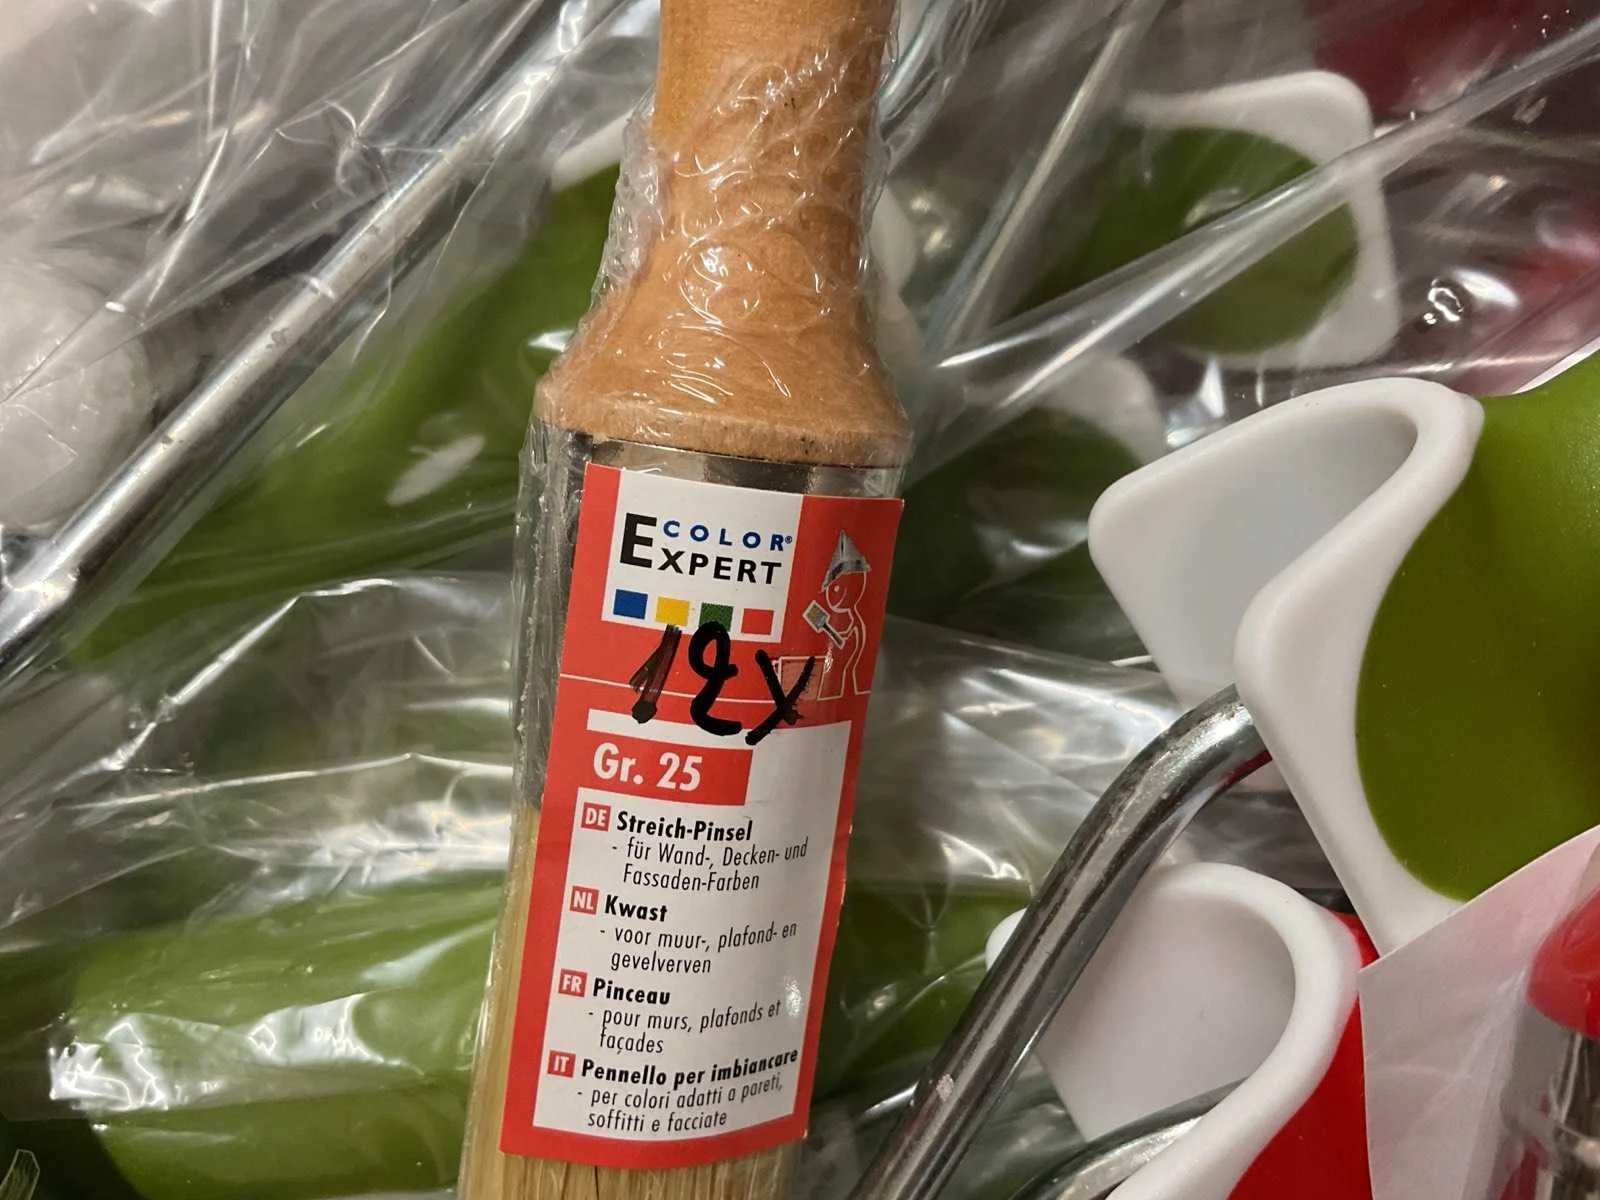 COLOR®
EXPERT
12x
Gr. 25
DE Streich-Pinsel
- für Wand-, Decken- und
Fassaden-Farben
NL Kwast
- voor muur-, plafond- en
gevelverven
FR Pinceau
- pour murs, plafonds et
façades
IT Pennello per imbiancare
- per colori adatti a pareti,
soffitti e facciate